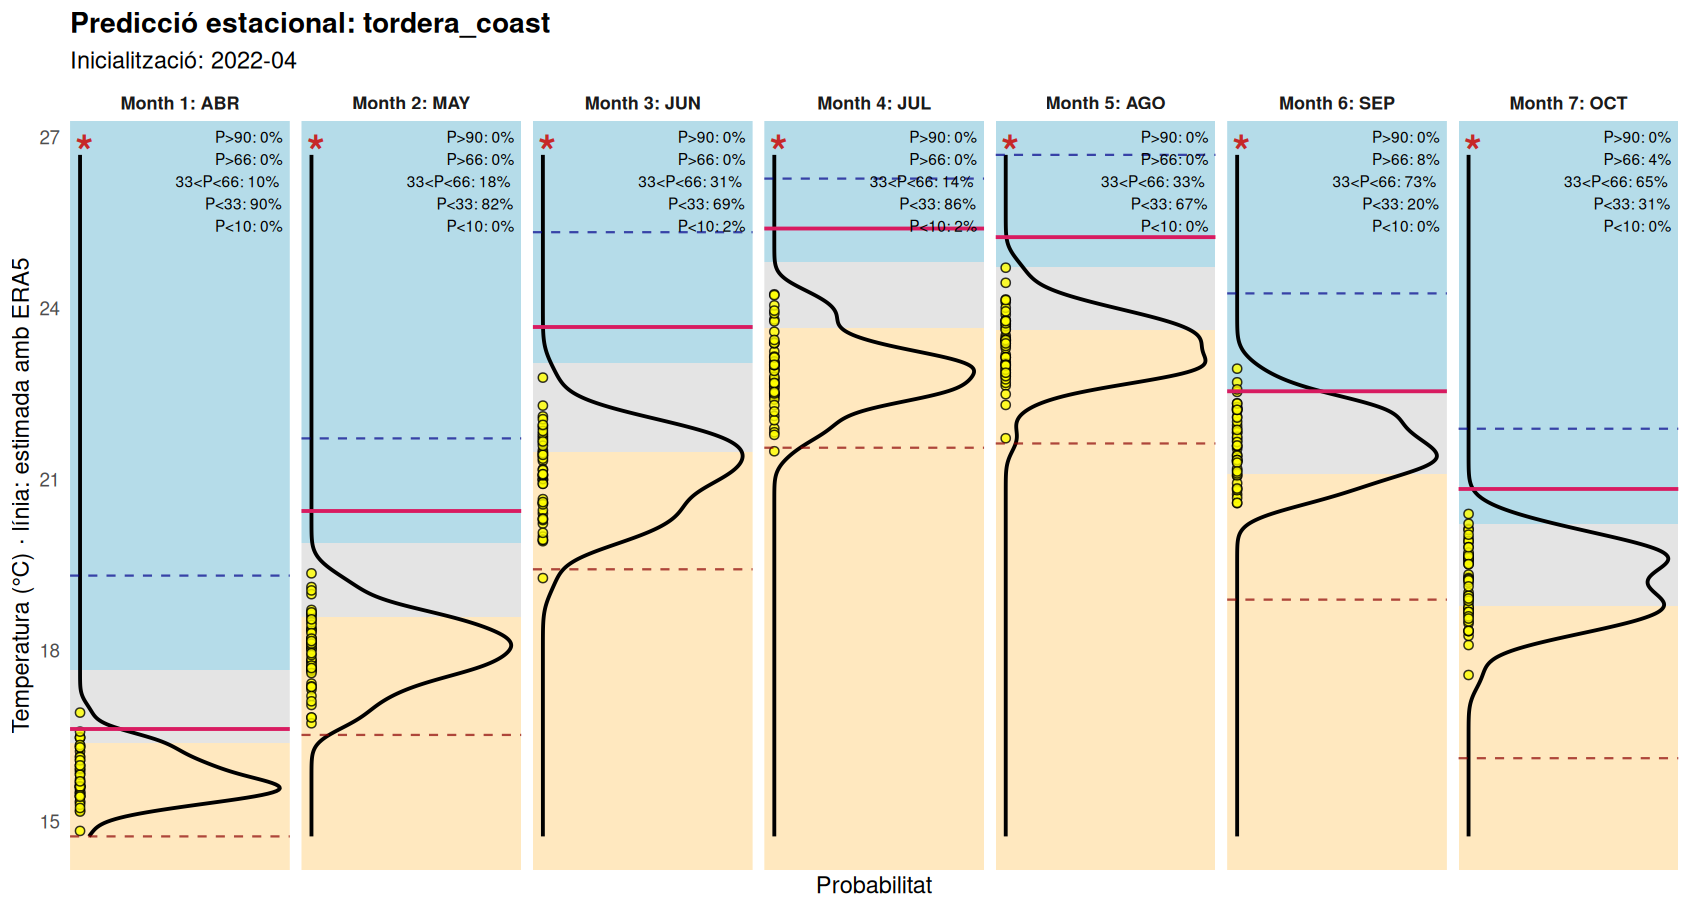 Predicció estacional: tordera_coast
Inicialització: 2022-04
Month 1: ABR
Month 2: MAY
Month 3: JUN
Month 4: JUL
Month 5: AGO
Month 6: SEP
Month 7: OCT
Temperatura (°C) · línia: estimada amb ERA5
27
24
21
18
15
*
P>90: 0%
P>66: 0%
33<P<66: 10%
P<33: 90%
P<10: 0%
*
P>90: 0%
P>66: 0%
33<P<66: 18%
P<33: 82%
P<10: 0%
*
P>90: 0%
P>66: 0%
33<P<66: 31%
P<33: 69%
P<10: 2%
*
P>90: 0%
P>66: 0%
33<P<66: 14%
P<33: 86%
P<10: 2%
*
P>90: 0%
P>66: 0%
33<P<66: 33%
P<33: 67%
P<10: 0%
*
P>90: 0%
P>66: 8%
33<P<66: 73%
P<33: 20%
P<10: 0%
*
P>90: 0%
P>66: 4%
33<P<66: 65%
P<33: 31%
P<10: 0%
Probabilitat